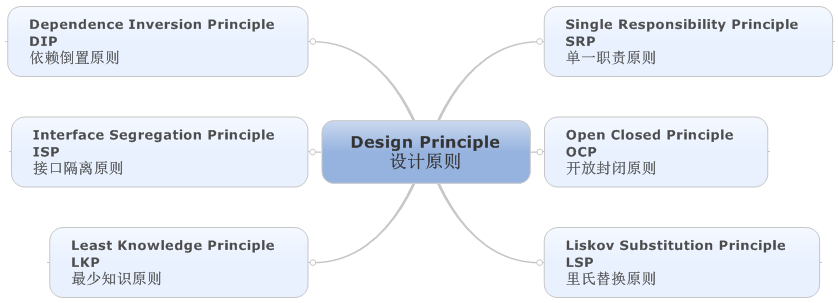 Dependence Inversion Principle
DIP
依赖倒置原则
Single Responsibility Principle
SRP
单一职责原则
Interface Segregation Principle
ISP
接口隔离原则
Design Principle
设计原则
Open Closed Principle
OCP
开放封闭原则
Least Knowledge Principle
LKP
最少知识原则
Liskov Substitution Principle
LSP
里氏替换原则